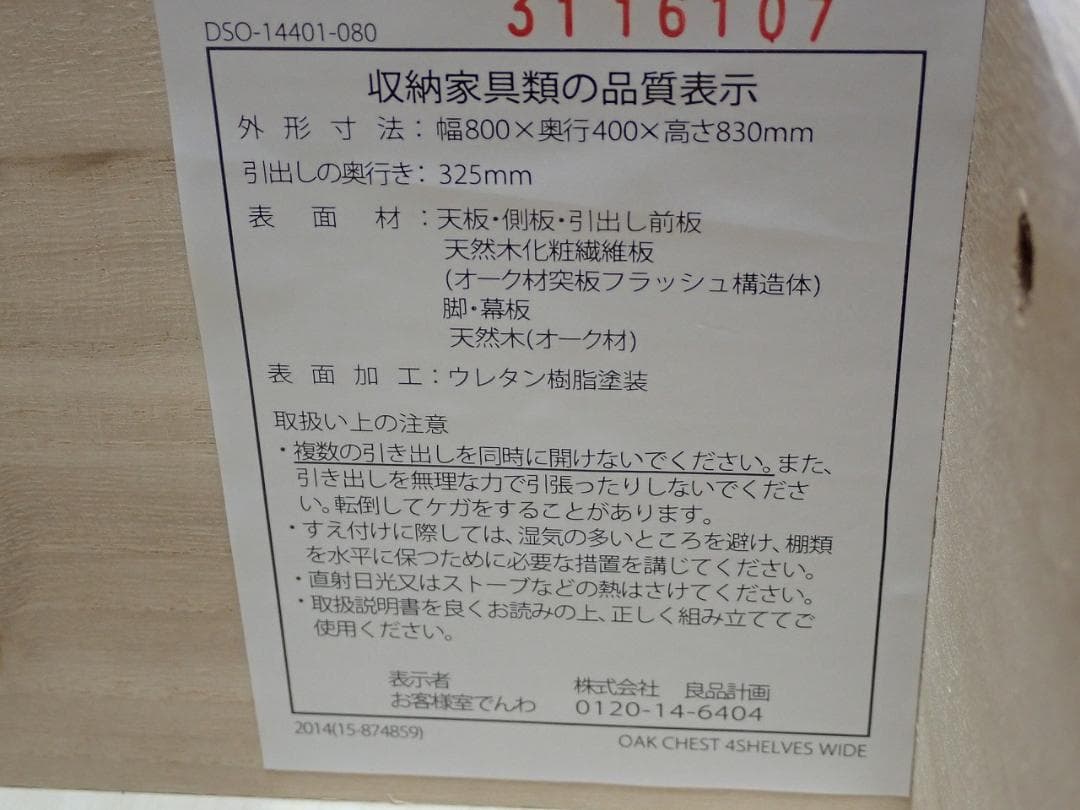 DSO-14401-080
3116107
収納家具類の品質表示
外形寸法：幅800×奥行400×高さ830mm
引出しの奥行き：325mm
表面材：天板・側板・引出し前板
天然木化粧繊維板
(オーク材突板フラッシュ構造体)
脚・幕板
天然木(オーク材)
表面加工：ウレタン樹脂塗装
取扱い上の注意
・複数の引き出しを同時に開けないでください。また、
引き出しを無理な力で引張ったりしないでくださ
い。転倒してケガをすることがあります。
・すえ付けに際しては、湿気の多いところを避け、棚類
を水平に保つために必要な措置を講じてください。
・直射日光又はストーブなどの熱はさけてください。
・取扱説明書を良くお読みの上、正しく組み立ててご
使用ください。
表示者 株式会社 良品計画
お客様室でんわ 0120-14-6404
2014(15-874859)
OAK CHEST 4SHELVES WIDE